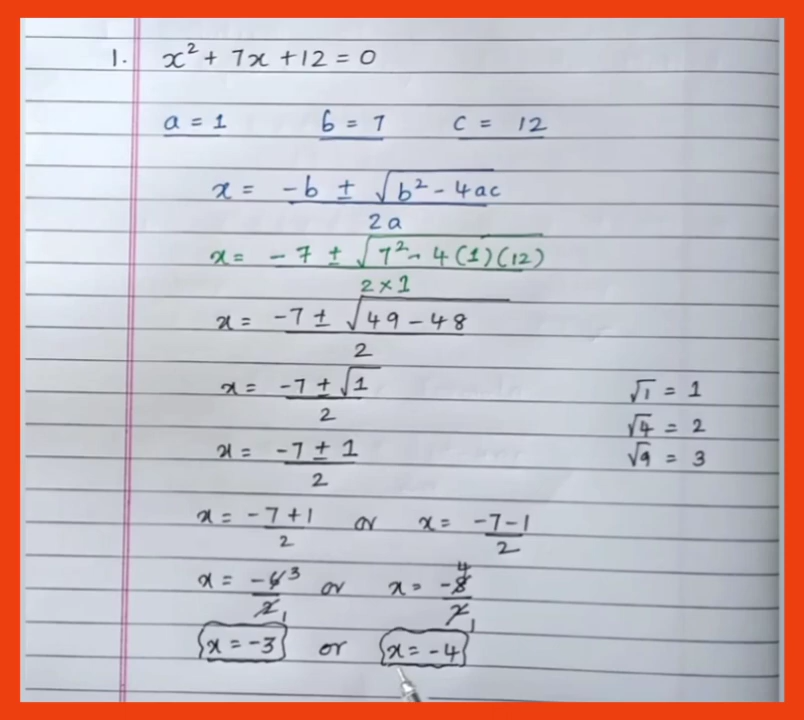 1. x² + 7x + 12 = 0
a = 1 b = 7 c = 12
x = -b ± √b² - 4ac
2a
x = -7 ± √7² - 4(1)(12)
2 × 1
x = -7 ± √49 - 48
2
x = -7 ± √1
2
√1 = 1
√4 = 2
√9 = 3
x = -7 ± 1
2
x = -7 + 1 or x = -7 - 1
2 2
x = -6 3 or x = -8 4
2 1 2 1
x = -3 or x = -4